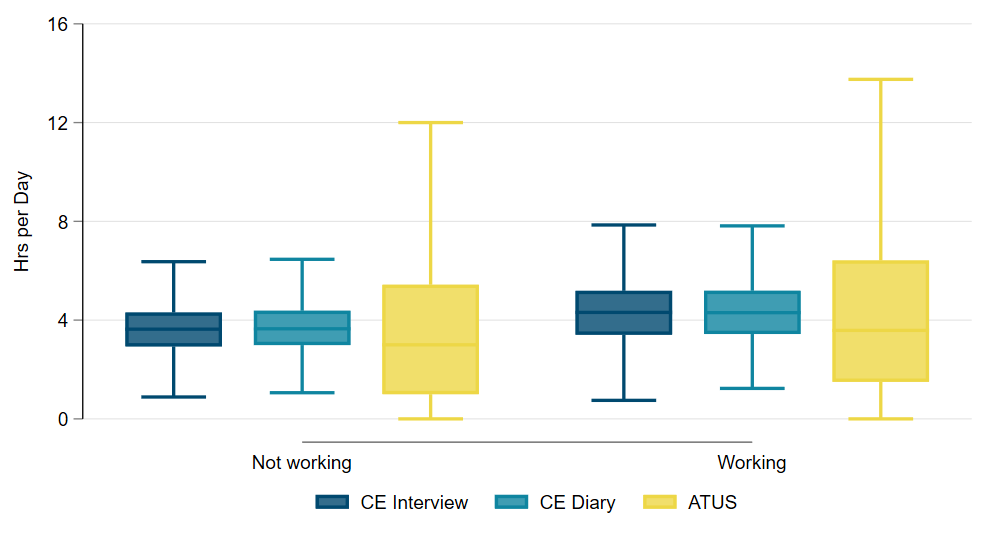 16
12
8
4
0
Hrs per Day
Not working
Working
CE Interview
CE Diary
ATUS